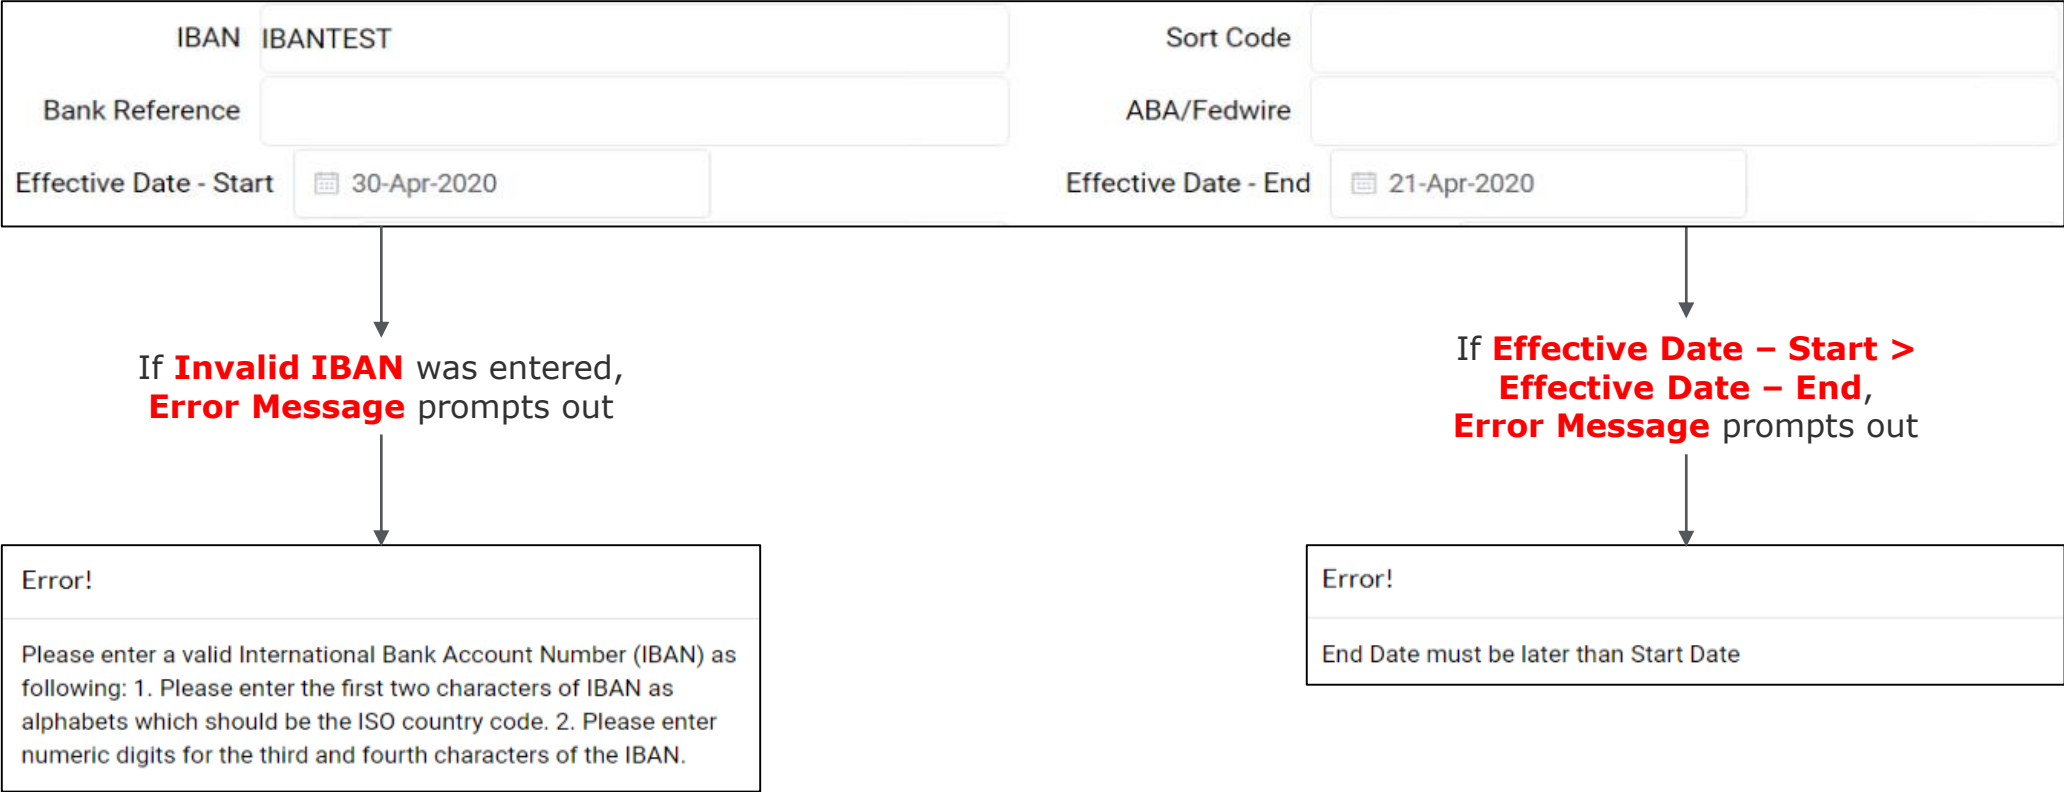 IBAN IBANTEST Sort Code
Bank Reference ABA/Fedwire
Effective Date - Start 30-Apr-2020 Effective Date - End 21-Apr-2020
If Invalid IBAN was entered,
Error Message prompts out
If Effective Date – Start >
Effective Date – End,
Error Message prompts out
Error!
Please enter a valid International Bank Account Number (IBAN) as
following: 1. Please enter the first two characters of IBAN as
alphabets which should be the ISO country code. 2. Please enter
numeric digits for the third and fourth characters of the IBAN.
Error!
End Date must be later than Start Date